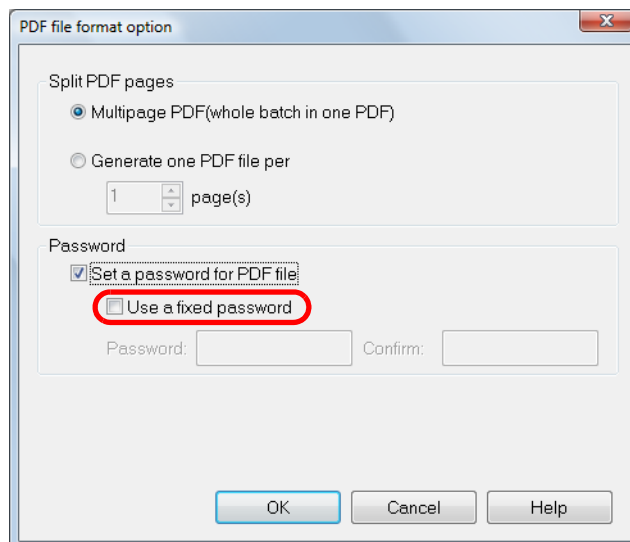 PDF file format option
Split PDF pages
Multipage PDF(whole batch in one PDF)
Generate one PDF file per
1 page(s)
Password
Set a password for PDF file
Use a fixed password
Password: Confirm:
OK Cancel Help